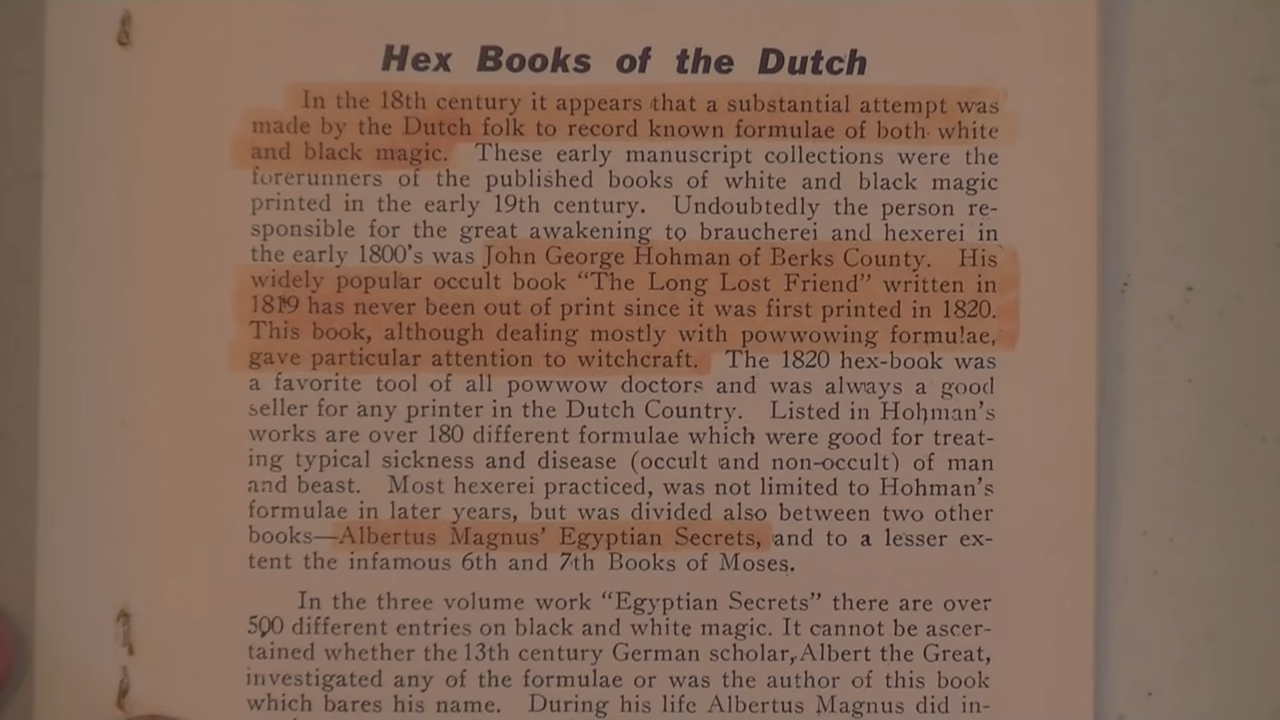 Hex Books of the Dutch
In the 18th century it appears that a substantial attempt was
made by the Dutch folk to record known formulae of both white
and black magic. These early manuscript collections were the
forerunners of the published books of white and black magic
printed in the early 19th century. Undoubtedly the person re-
sponsible for the great awakening to braucherei and hexerei in
the early 1800's was John George Hohman of Berks County. His
widely popular occult book “The Long Lost Friend” written in
1819 has never been out of print since it was first printed in 1820.
This book, although dealing mostly with powwowing formulae,
gave particular attention to witchcraft. The 1820 hex-book was
a favorite tool of all powwow doctors and was always a good
seller for any printer in the Dutch Country. Listed in Hohman's
works are over 180 different formulae which were good for treat-
ing typical sickness and disease (occult and non-occult) of man
and beast. Most hexerei practiced, was not limited to Hohman's
formulae in later years, but was divided also between two other
books—Albertus Magnus' Egyptian Secrets, and to a lesser ex-
tent the infamous 6th and 7th Books of Moses.
In the three volume work “Egyptian Secrets” there are over
500 different entries on black and white magic. It cannot be ascer-
tained whether the 13th century German scholar, Albert the Great,
investigated any of the formulae or was the author of this book
which bares his name. During his life Albertus Magnus did in-